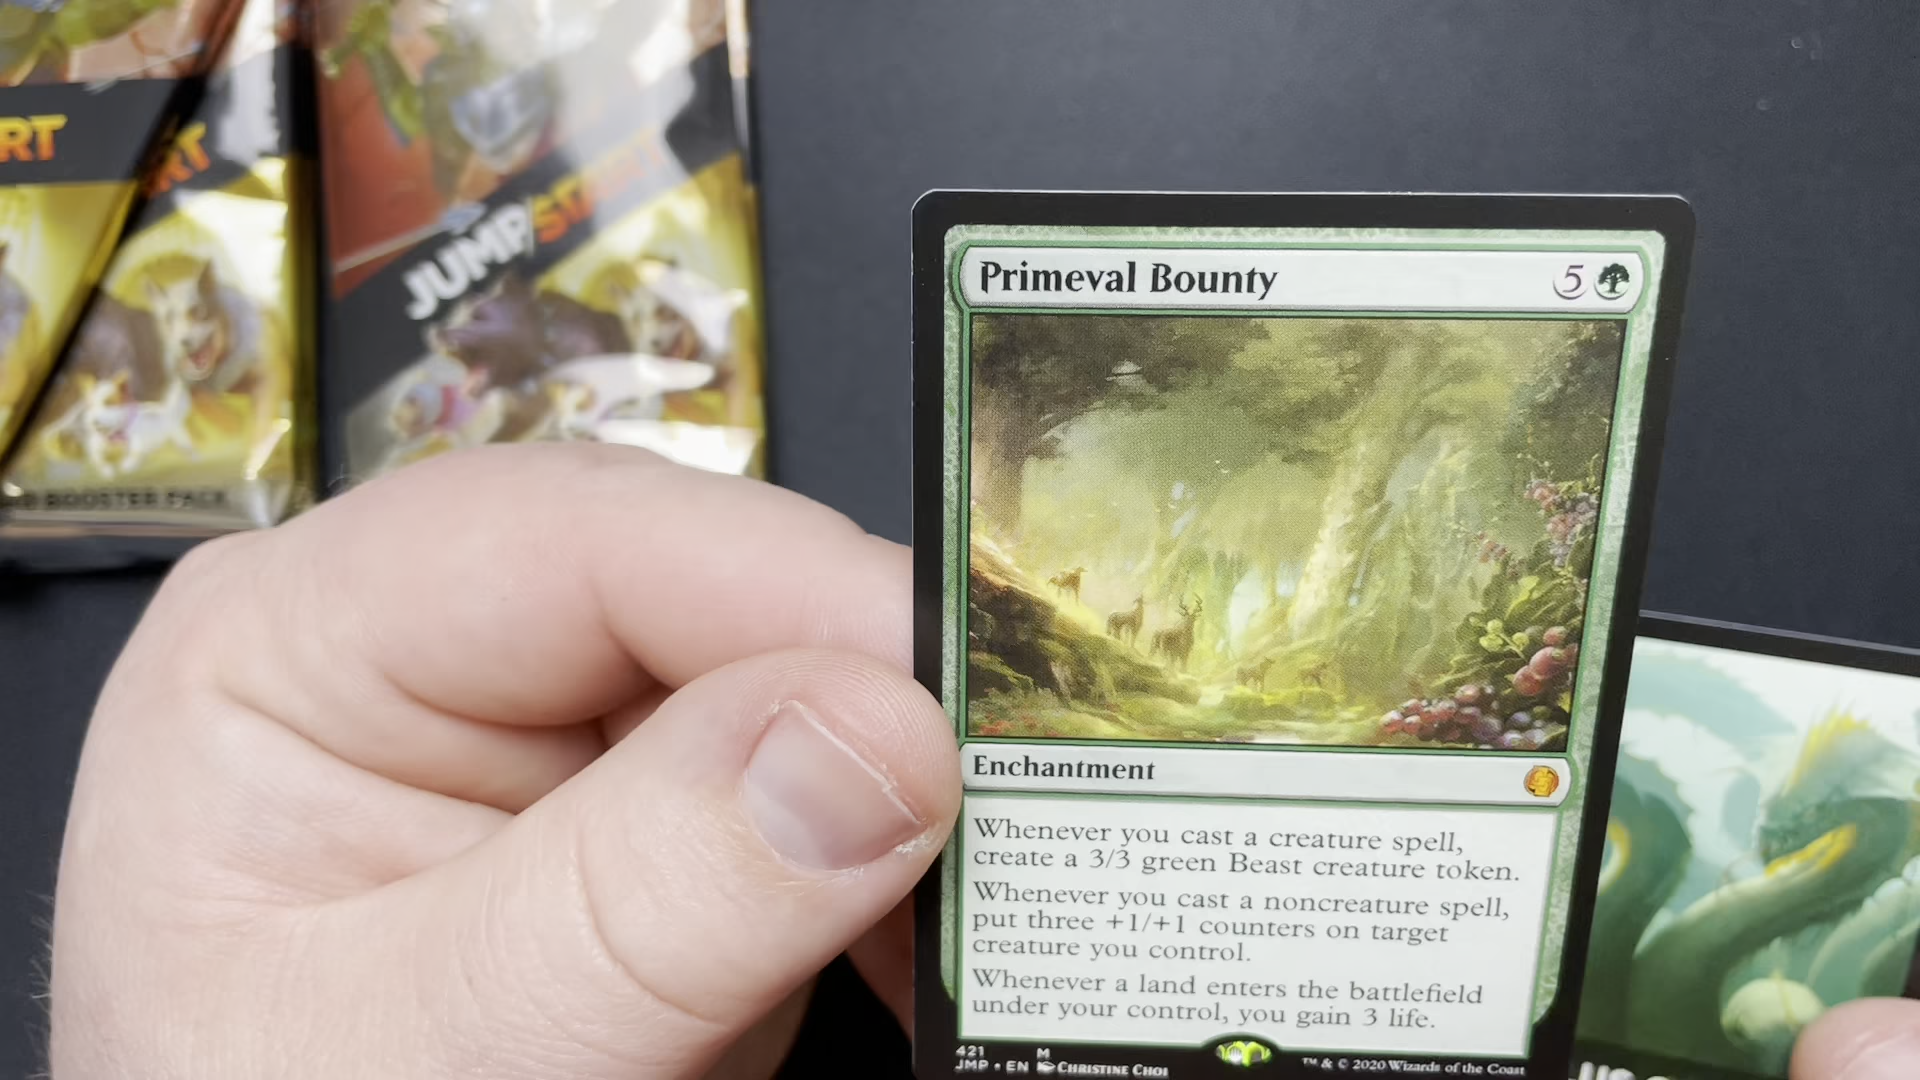 RT
RT
JUMP/START
BOOSTER PACK
Primeval Bounty 5
Enchantment
Whenever you cast a creature spell,
create a 3/3 green Beast creature token.
Whenever you cast a noncreature spell,
put three +1/+1 counters on target
creature you control.
Whenever a land enters the battlefield
under your control, you gain 3 life.
421 M
JMP • EN CHRISTINE CHOI
™ & © 2020 Wizards of the Coast